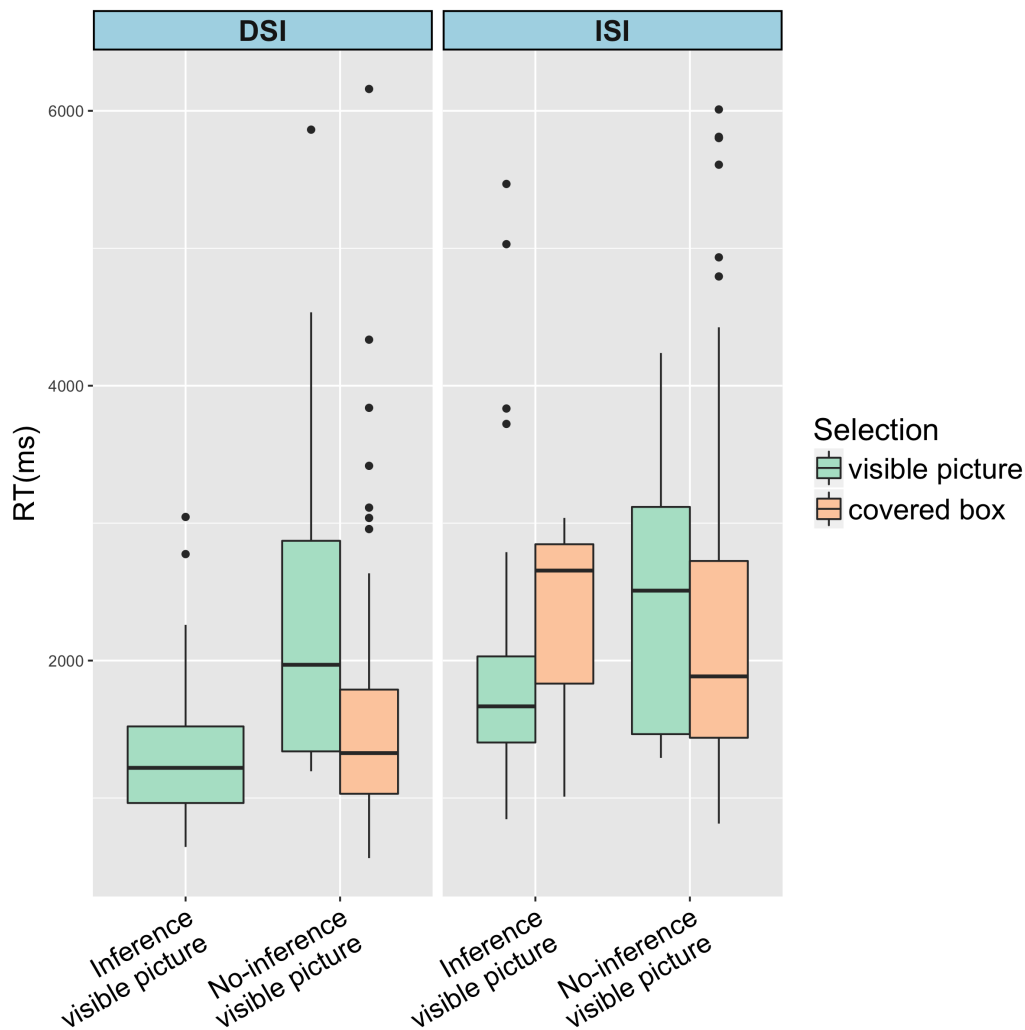 DSI
ISI
6000
4000
2000
RT(ms)
Inference
visible picture
No-inference
visible picture
Inference
visible picture
No-inference
visible picture
Selection
visible picture
covered box